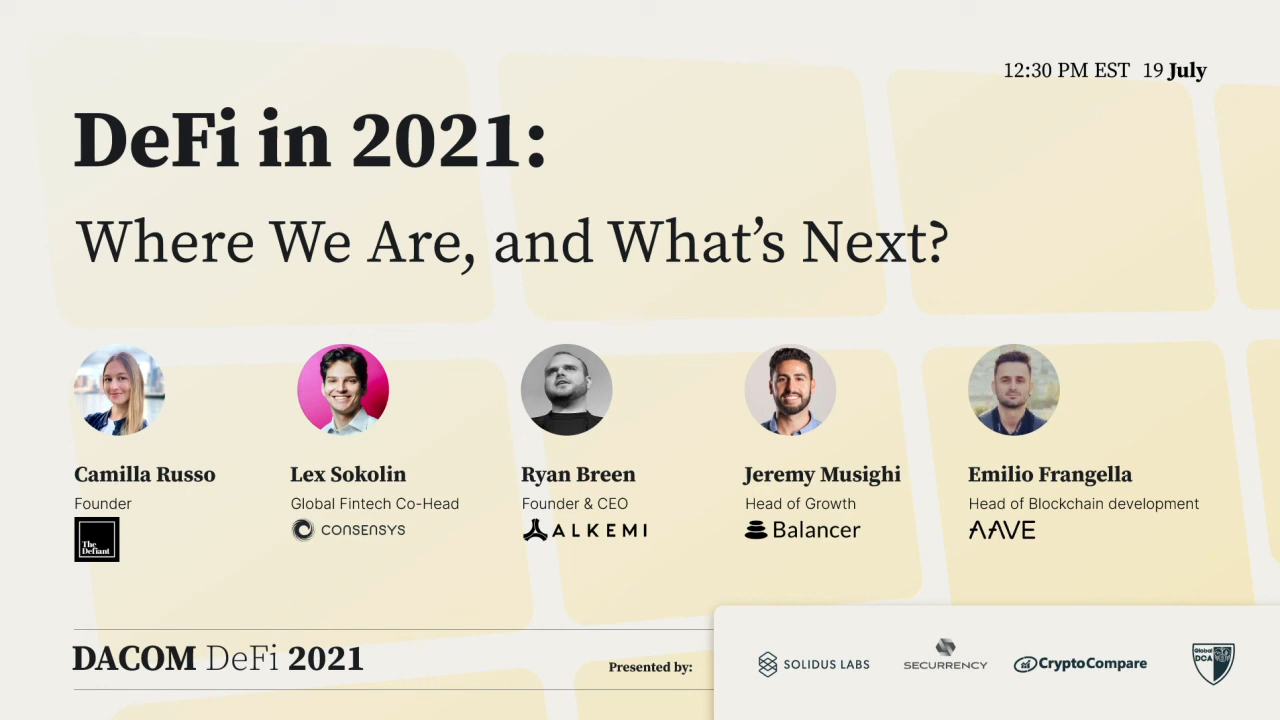 12:30 PM EST 19 July
DeFi in 2021:
Where We Are, and What’s Next?
Camilla Russo
Founder
The Defiant
Lex Sokolin
Global Fintech Co-Head
CONSENSYS
Ryan Breen
Founder & CEO
ALKEMI
Jeremy Musighi
Head of Growth
Balancer
Emilio Frangella
Head of Blockchain development
AAVE
DACOM DeFi 2021
Presented by:
SOLIDUS LABS
SECURRENCY
CryptoCompare
Global
DCA